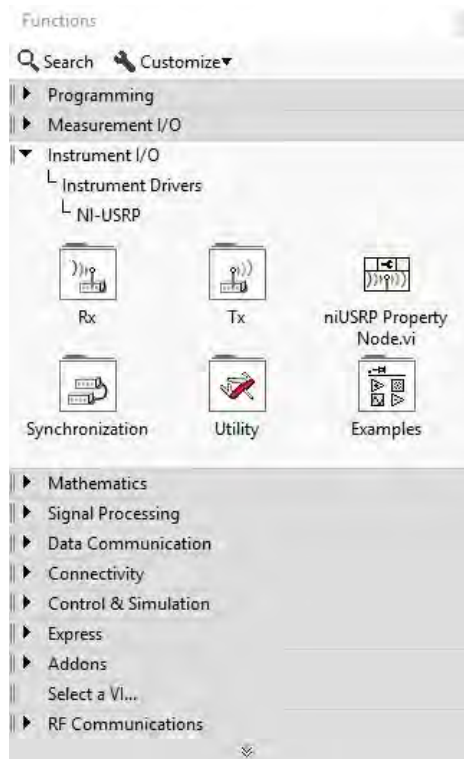 Functions
Search Customize
Programming
Measurement I/O
Instrument I/O
Instrument Drivers
NI-USRP
Rx Tx niUSRP Property Node.vi
Synchronization Utility Examples
Mathematics
Signal Processing
Data Communication
Connectivity
Control & Simulation
Express
Addons
Select a VI...
RF Communications